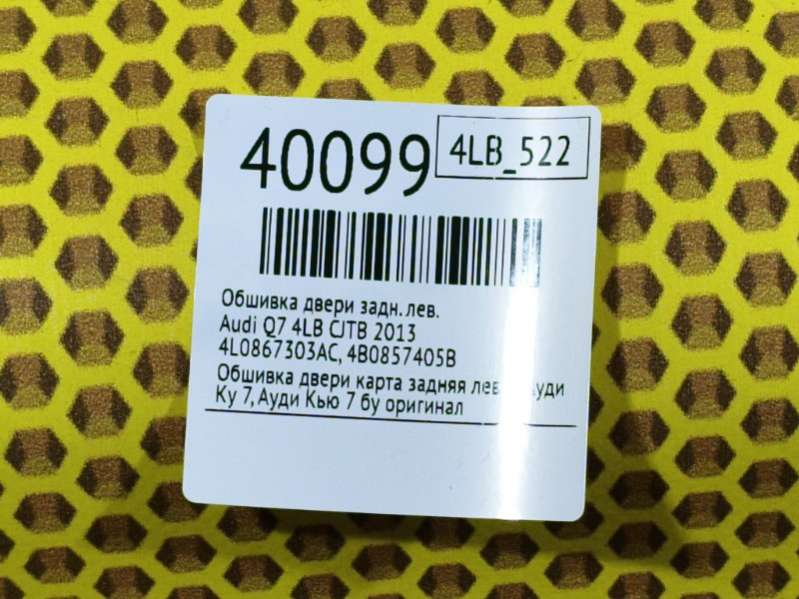 40099
4LB_522
Обшивка двери задн. лев.
Audi Q7 4LB CJTB 2013
4L0867303AC, 4B0857405B
Обшивка двери карта задняя
Ку 7, Ауди Кью 7 бу оригинал